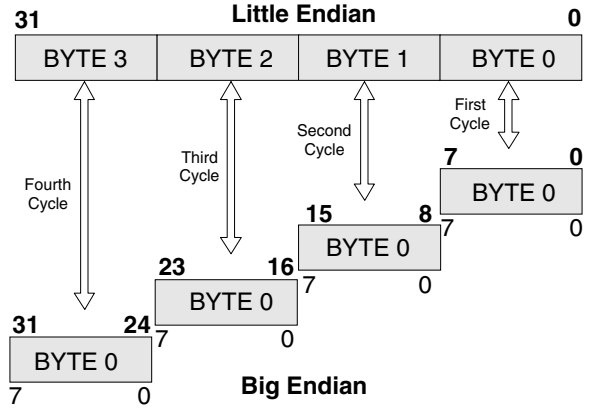 Little Endian
31 0
BYTE 3 BYTE 2 BYTE 1 BYTE 0
First
Cycle
Second
Cycle
Third
Cycle
Fourth
Cycle
7 0
BYTE 0
7 0
15 8
BYTE 0
7 0
23 16
BYTE 0
7 0
31 24
BYTE 0
7 0
Big Endian